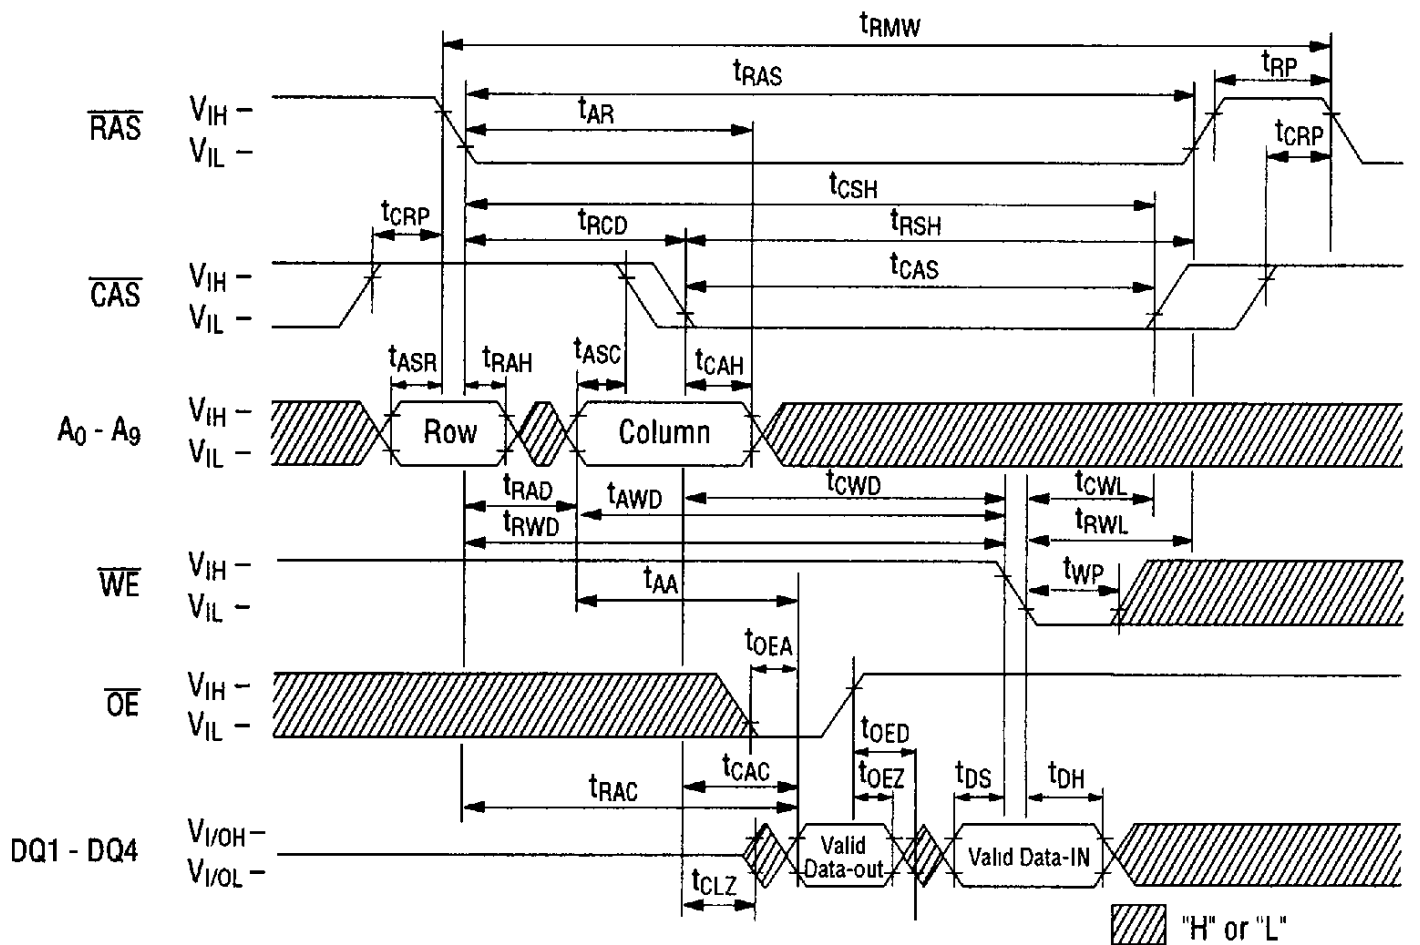 tRMW
tRP
tRAS
tAR
RAS
VIH
VIL
tCRP
tCSH
tCRP
tRCD
tRSH
tCAS
CAS
VIH
VIL
tASR
tRAH
tASC
tCAH
A0 - A9
VIH
VIL
Row
Column
tRAD
tAWD
tCWD
tCWL
tRWD
tRWL
WE
VIH
VIL
tAA
tWP
tOEA
OE
VIH
VIL
tOED
tCAC
tOEZ
tDS
tDH
tRAC
DQ1 - DQ4
VI/OH
VI/OL
Valid
Data-out
Valid Data-IN
tCLZ
"H" or "L"